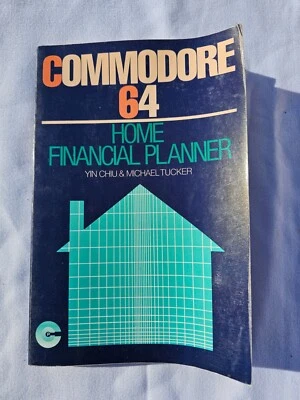 COMMODORE
64
HOME
FINANCIAL PLANNER
YIN CHIU & MICHAEL TUCKER